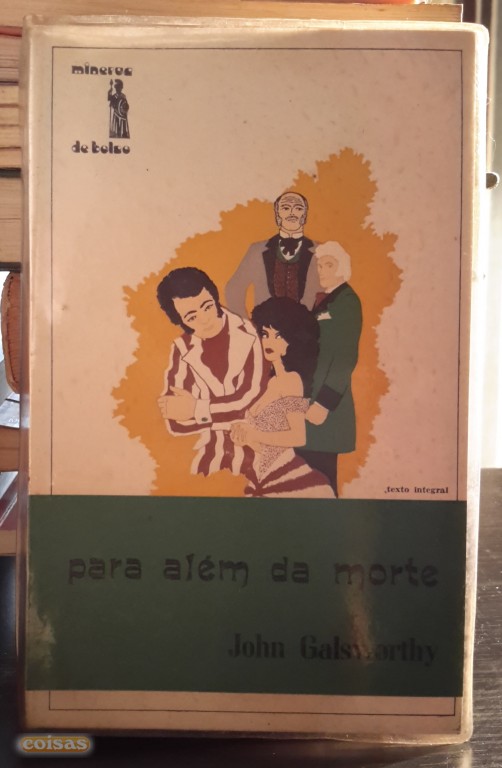 minerva
de bolso
texto integral
para além da morte
John Galsworthy
coisas